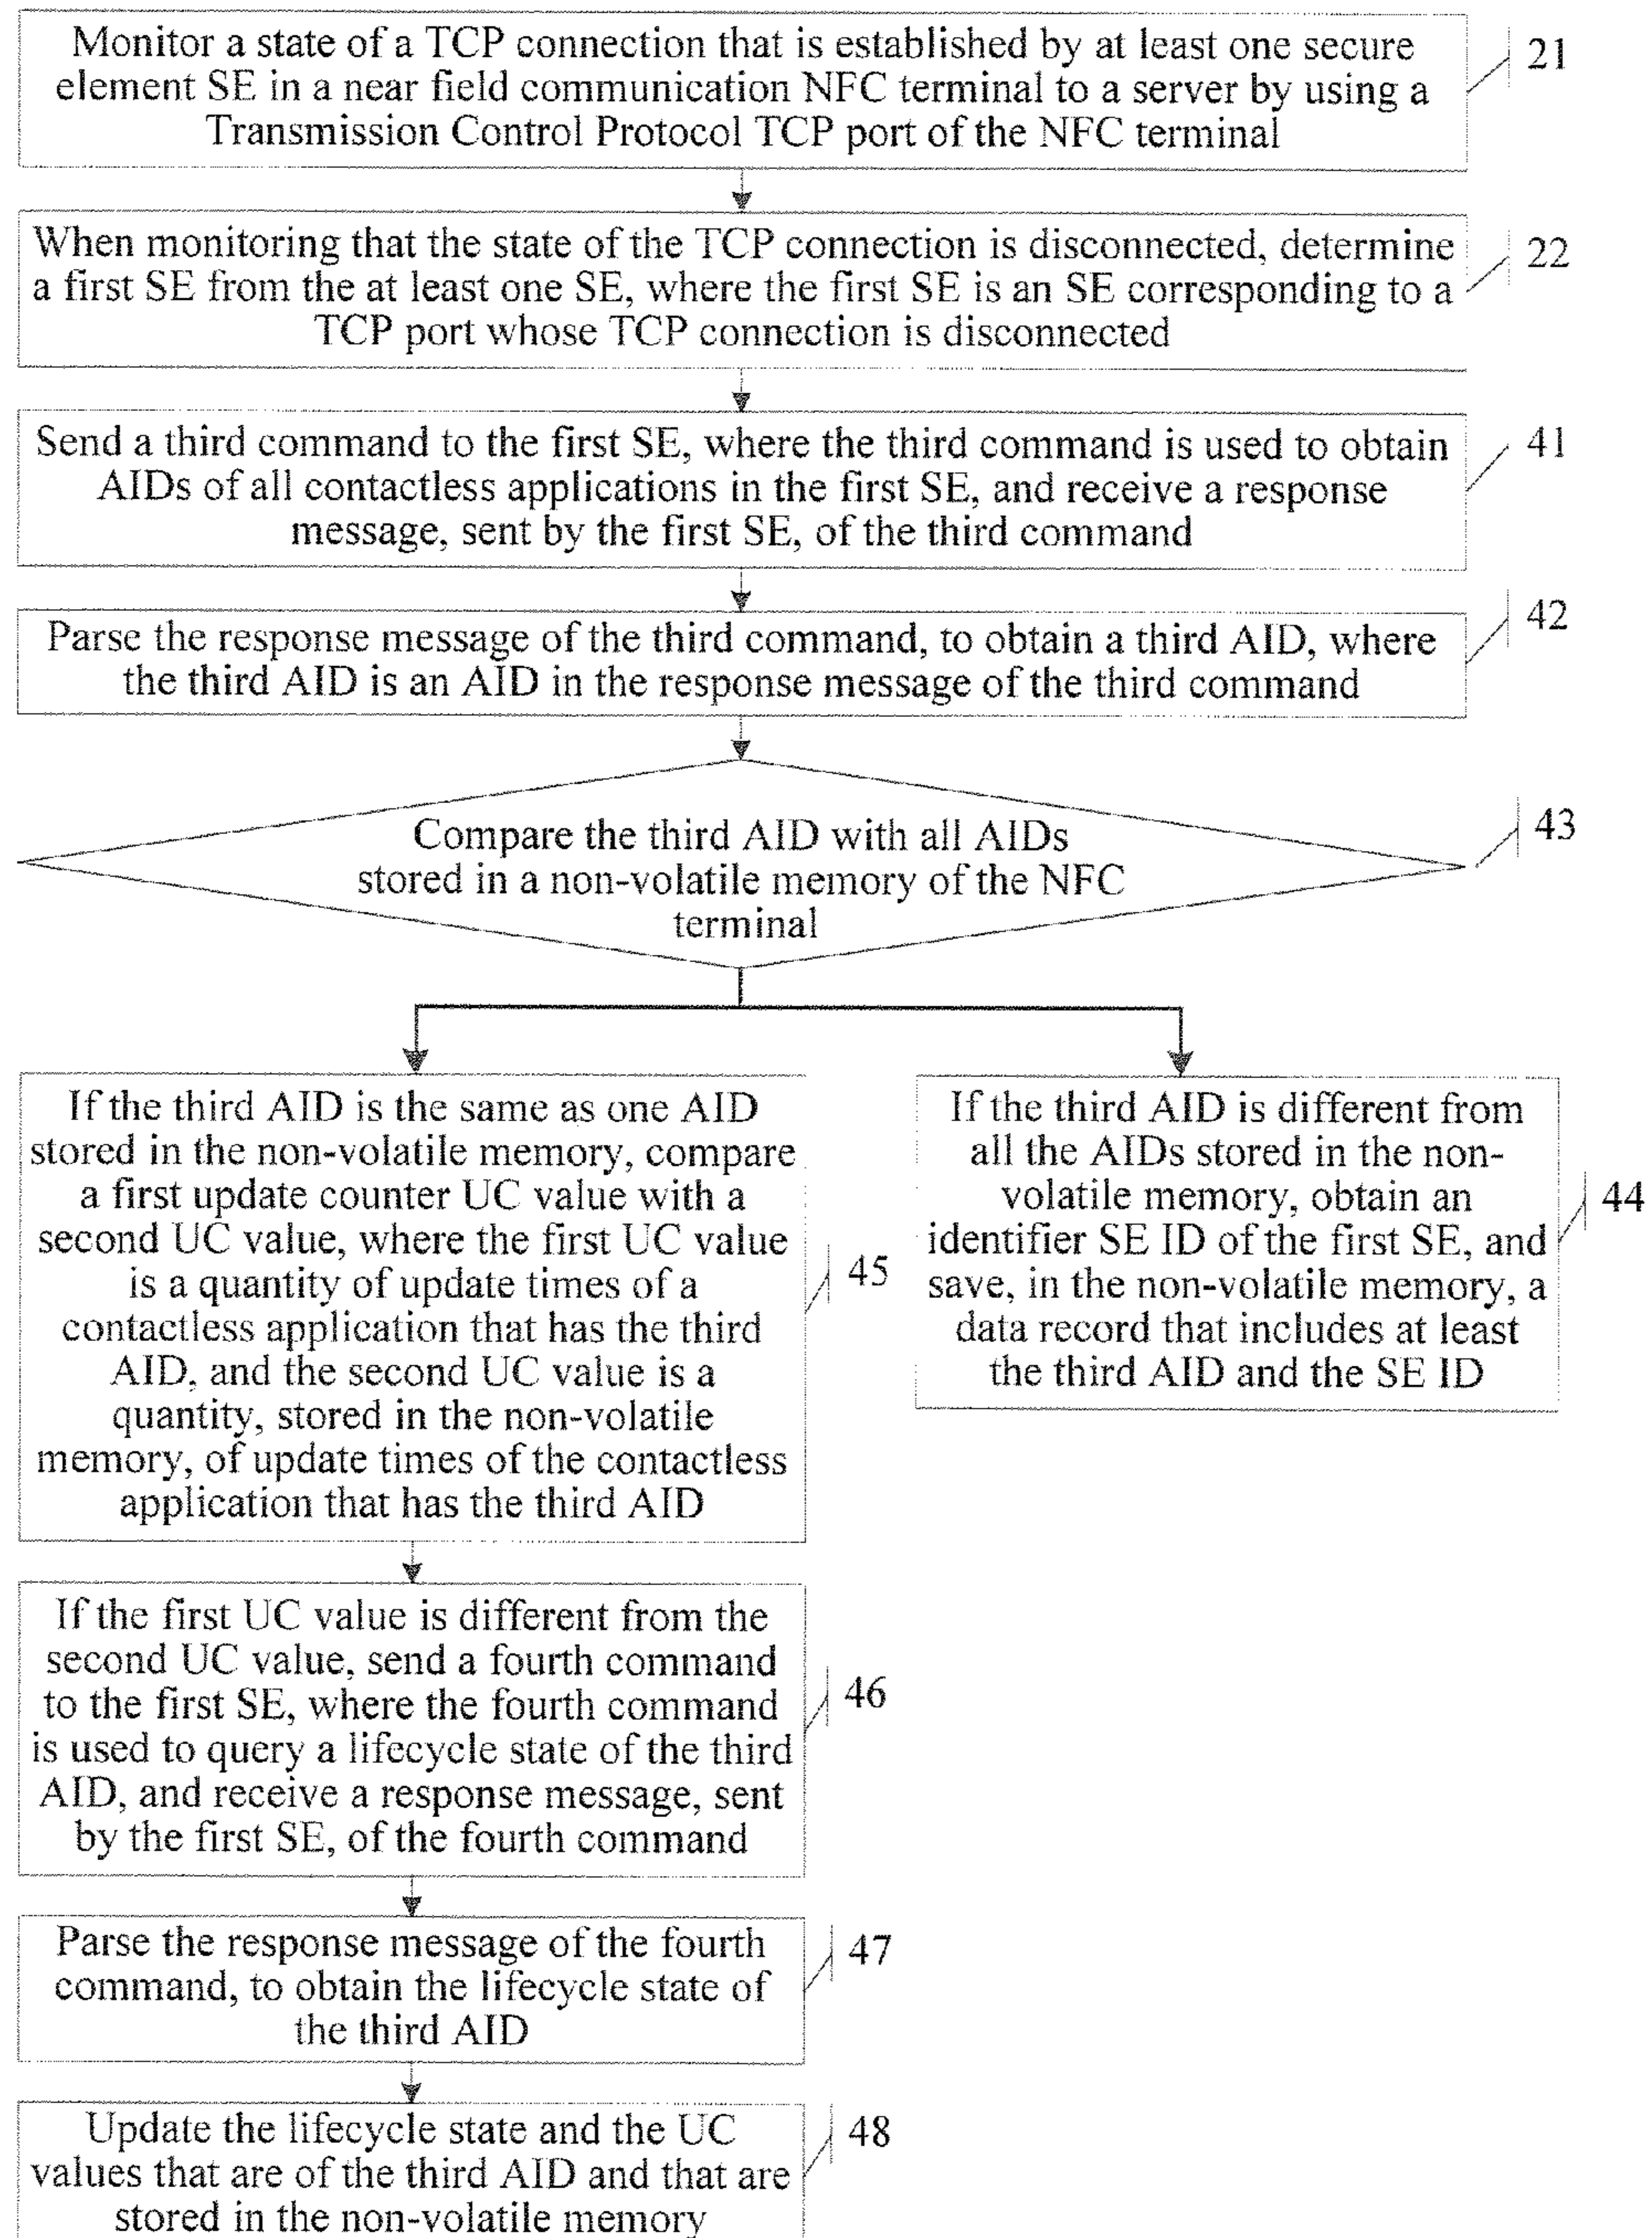 Monitor a state of a TCP connection that is established by at least one secure
element SE in a near field communication NFC terminal to a server by using a
Transmission Control Protocol TCP port of the NFC terminal
21
When monitoring that the state of the TCP connection is disconnected, determine
a first SE from the at least one SE, where the first SE is an SE corresponding to a
TCP port whose TCP connection is disconnected
22
Send a third command to the first SE, where the third command is used to obtain
AIDs of all contactless applications in the first SE, and receive a response
message, sent by the first SE, of the third command
41
Parse the response message of the third command, to obtain a third AID, where
the third AID is an AID in the response message of the third command
42
Compare the third AID with all AIDs
stored in a non-volatile memory of the NFC
terminal
43
If the third AID is the same as one AID
stored in the non-volatile memory, compare
a first update counter UC value with a
second UC value, where the first UC value
is a quantity of update times of a
contactless application that has the third
AID, and the second UC value is a
quantity, stored in the non-volatile
memory, of update times of the contactless
application that has the third AID
45
If the third AID is different from
all the AIDs stored in the non-
volatile memory, obtain an
identifier SE ID of the first SE, and
save, in the non-volatile memory, a
data record that includes at least
the third AID and the SE ID
44
If the first UC value is different from the
second UC value, send a fourth command
to the first SE, where the fourth command
is used to query a lifecycle state of the third
AID, and receive a response message, sent
by the first SE, of the fourth command
46
Parse the response message of the fourth
command, to obtain the lifecycle state of
the third AID
47
Update the lifecycle state and the UC
values that are of the third AID and that are
stored in the non-volatile memory
48